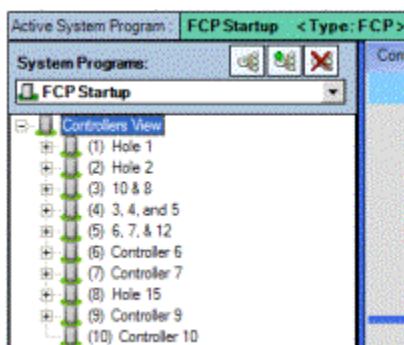 Active System Program: FCP Startup <Type: FCP>
System Programs:
FCP Startup
Controllers View
(1) Hole 1
(2) Hole 2
(3) 10 & 8
(4) 3, 4, and 5
(5) 6, 7, & 12
(6) Controller 6
(7) Controller 7
(8) Hole 15
(9) Controller 9
(10) Controller 10
Con